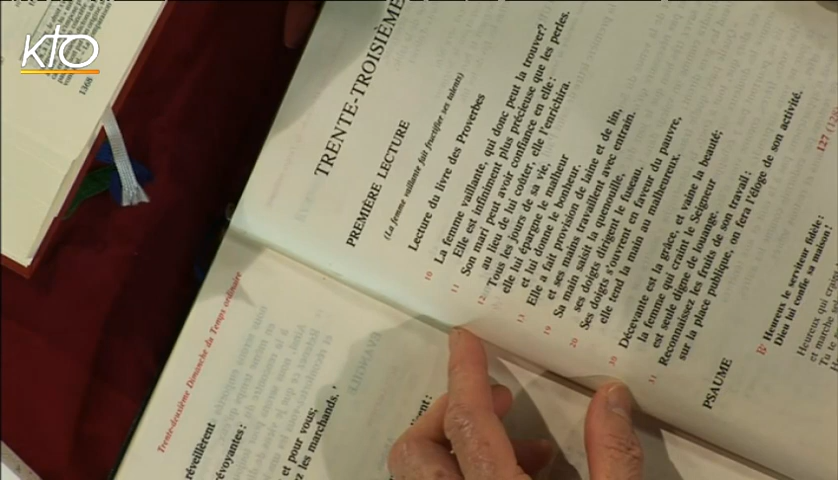 KTO
1368
TRENTE-TROISIÈME
PREMIÈRE LECTURE
(La femme vaillante fait fructifier ses talents)
Lecture du livre des Proverbes
10 La femme vaillante, qui donc peut la trouver?
Elle est infiniment plus précieuse que les perles.
11 Son mari peut avoir confiance en elle :
au lieu de lui coûter, elle l'enrichira.
12 Tous les jours de sa vie,
elle lui épargne le malheur
et lui donne le bonheur.
13 Elle a fait provision de laine et de lin,
et ses mains travaillent avec entrain.
19 Sa main saisit la quenouille,
ses doigts dirigent le fuseau.
20 Ses doigts s'ouvrent en faveur du pauvre,
elle tend la main au malheureux.
30 Décevante est la grâce, et vaine la beauté;
la femme qui craint le Seigneur
est seule digne de louange.
31 Reconnaissez les fruits de son travail :
sur la place publique, on fera l'éloge de son activité.
PSAUME
127
R Heureux le serviteur fidèle :
Dieu lui confie sa maison !
Heureux qui
et marche
Trente-deuxième Dimanche du Temps ordinaire
réveillèrent
et pour vous;
ez les marchands. '